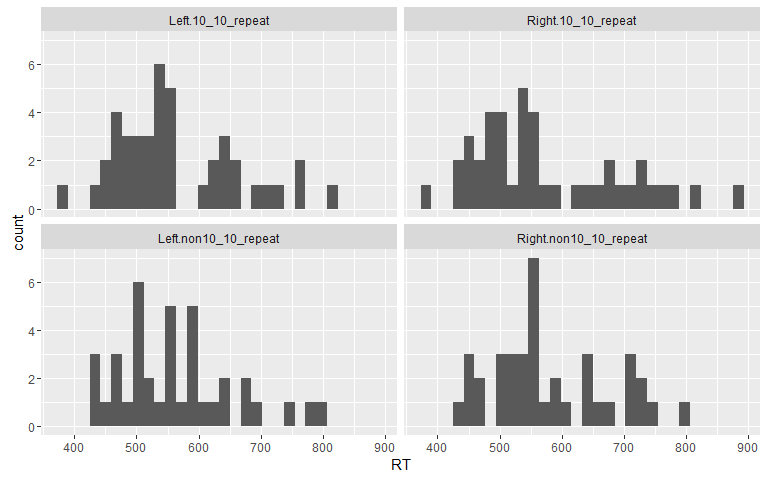 Left.10_10_repeat
Right.10_10_repeat
6
4
2
0
Left.non10_10_repeat
Right.non10_10_repeat
6
4
2
0
count
400 500 600 700 800 900 400 500 600 700 800 900
RT